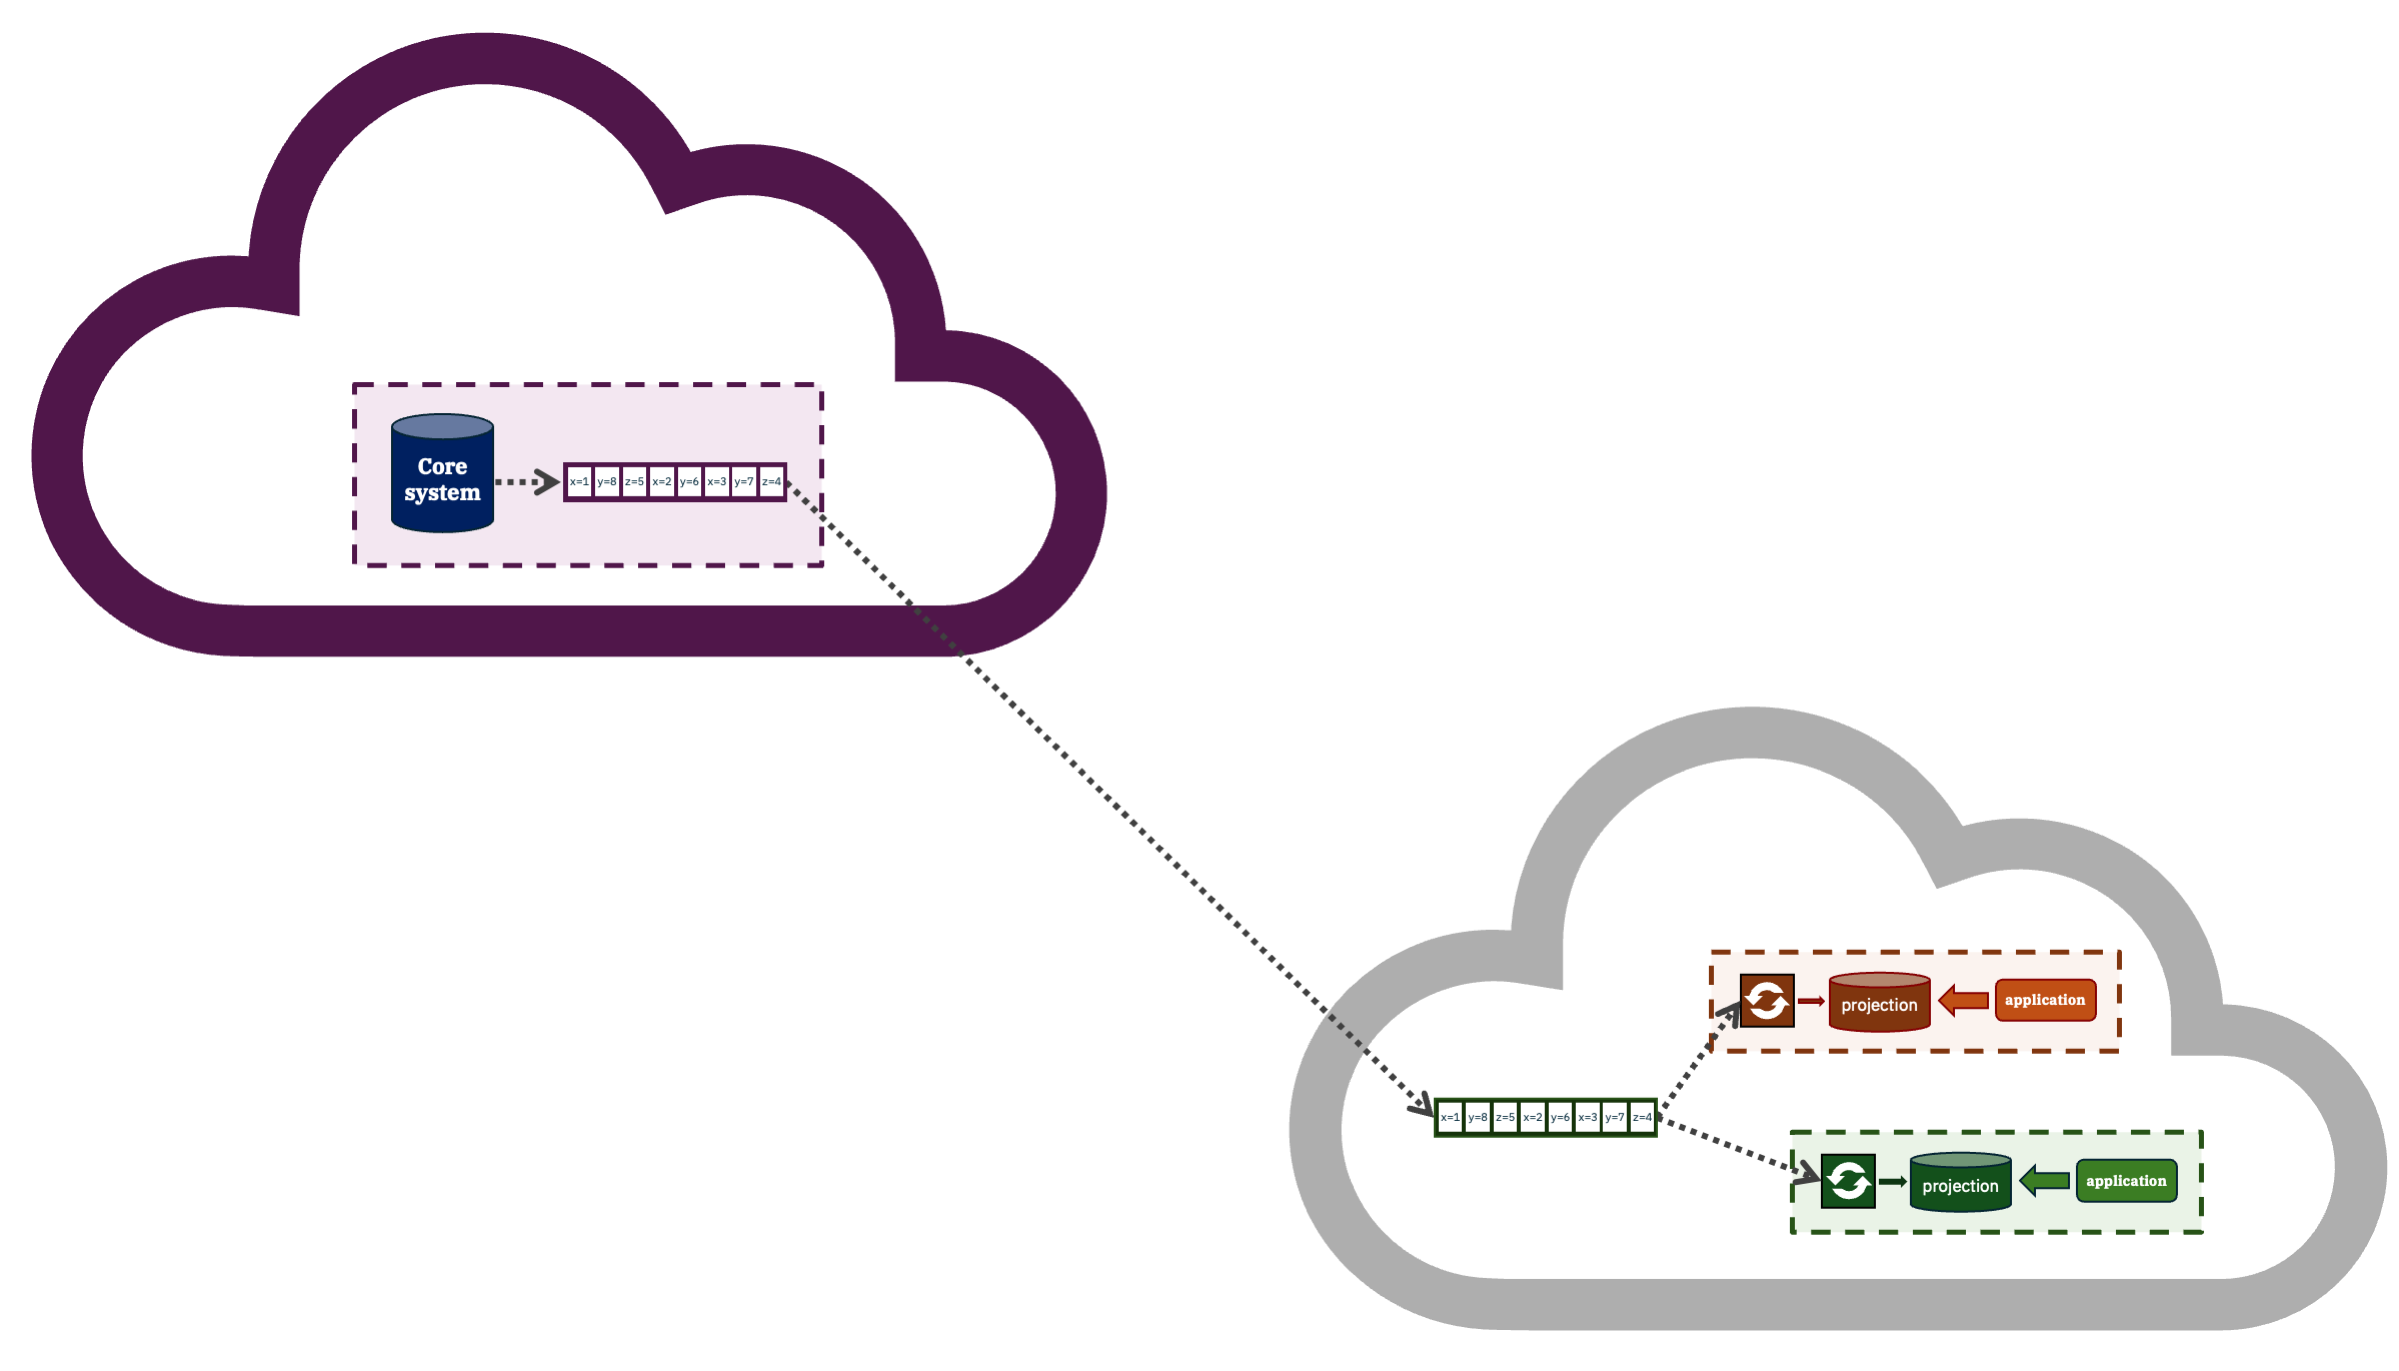 Core
system
x=1 y=8 z=5 x=2 y=6 x=3 y=7 z=4
projection
application
x=1 y=8 z=5 x=2 y=6 x=3 y=7 z=4
projection
application